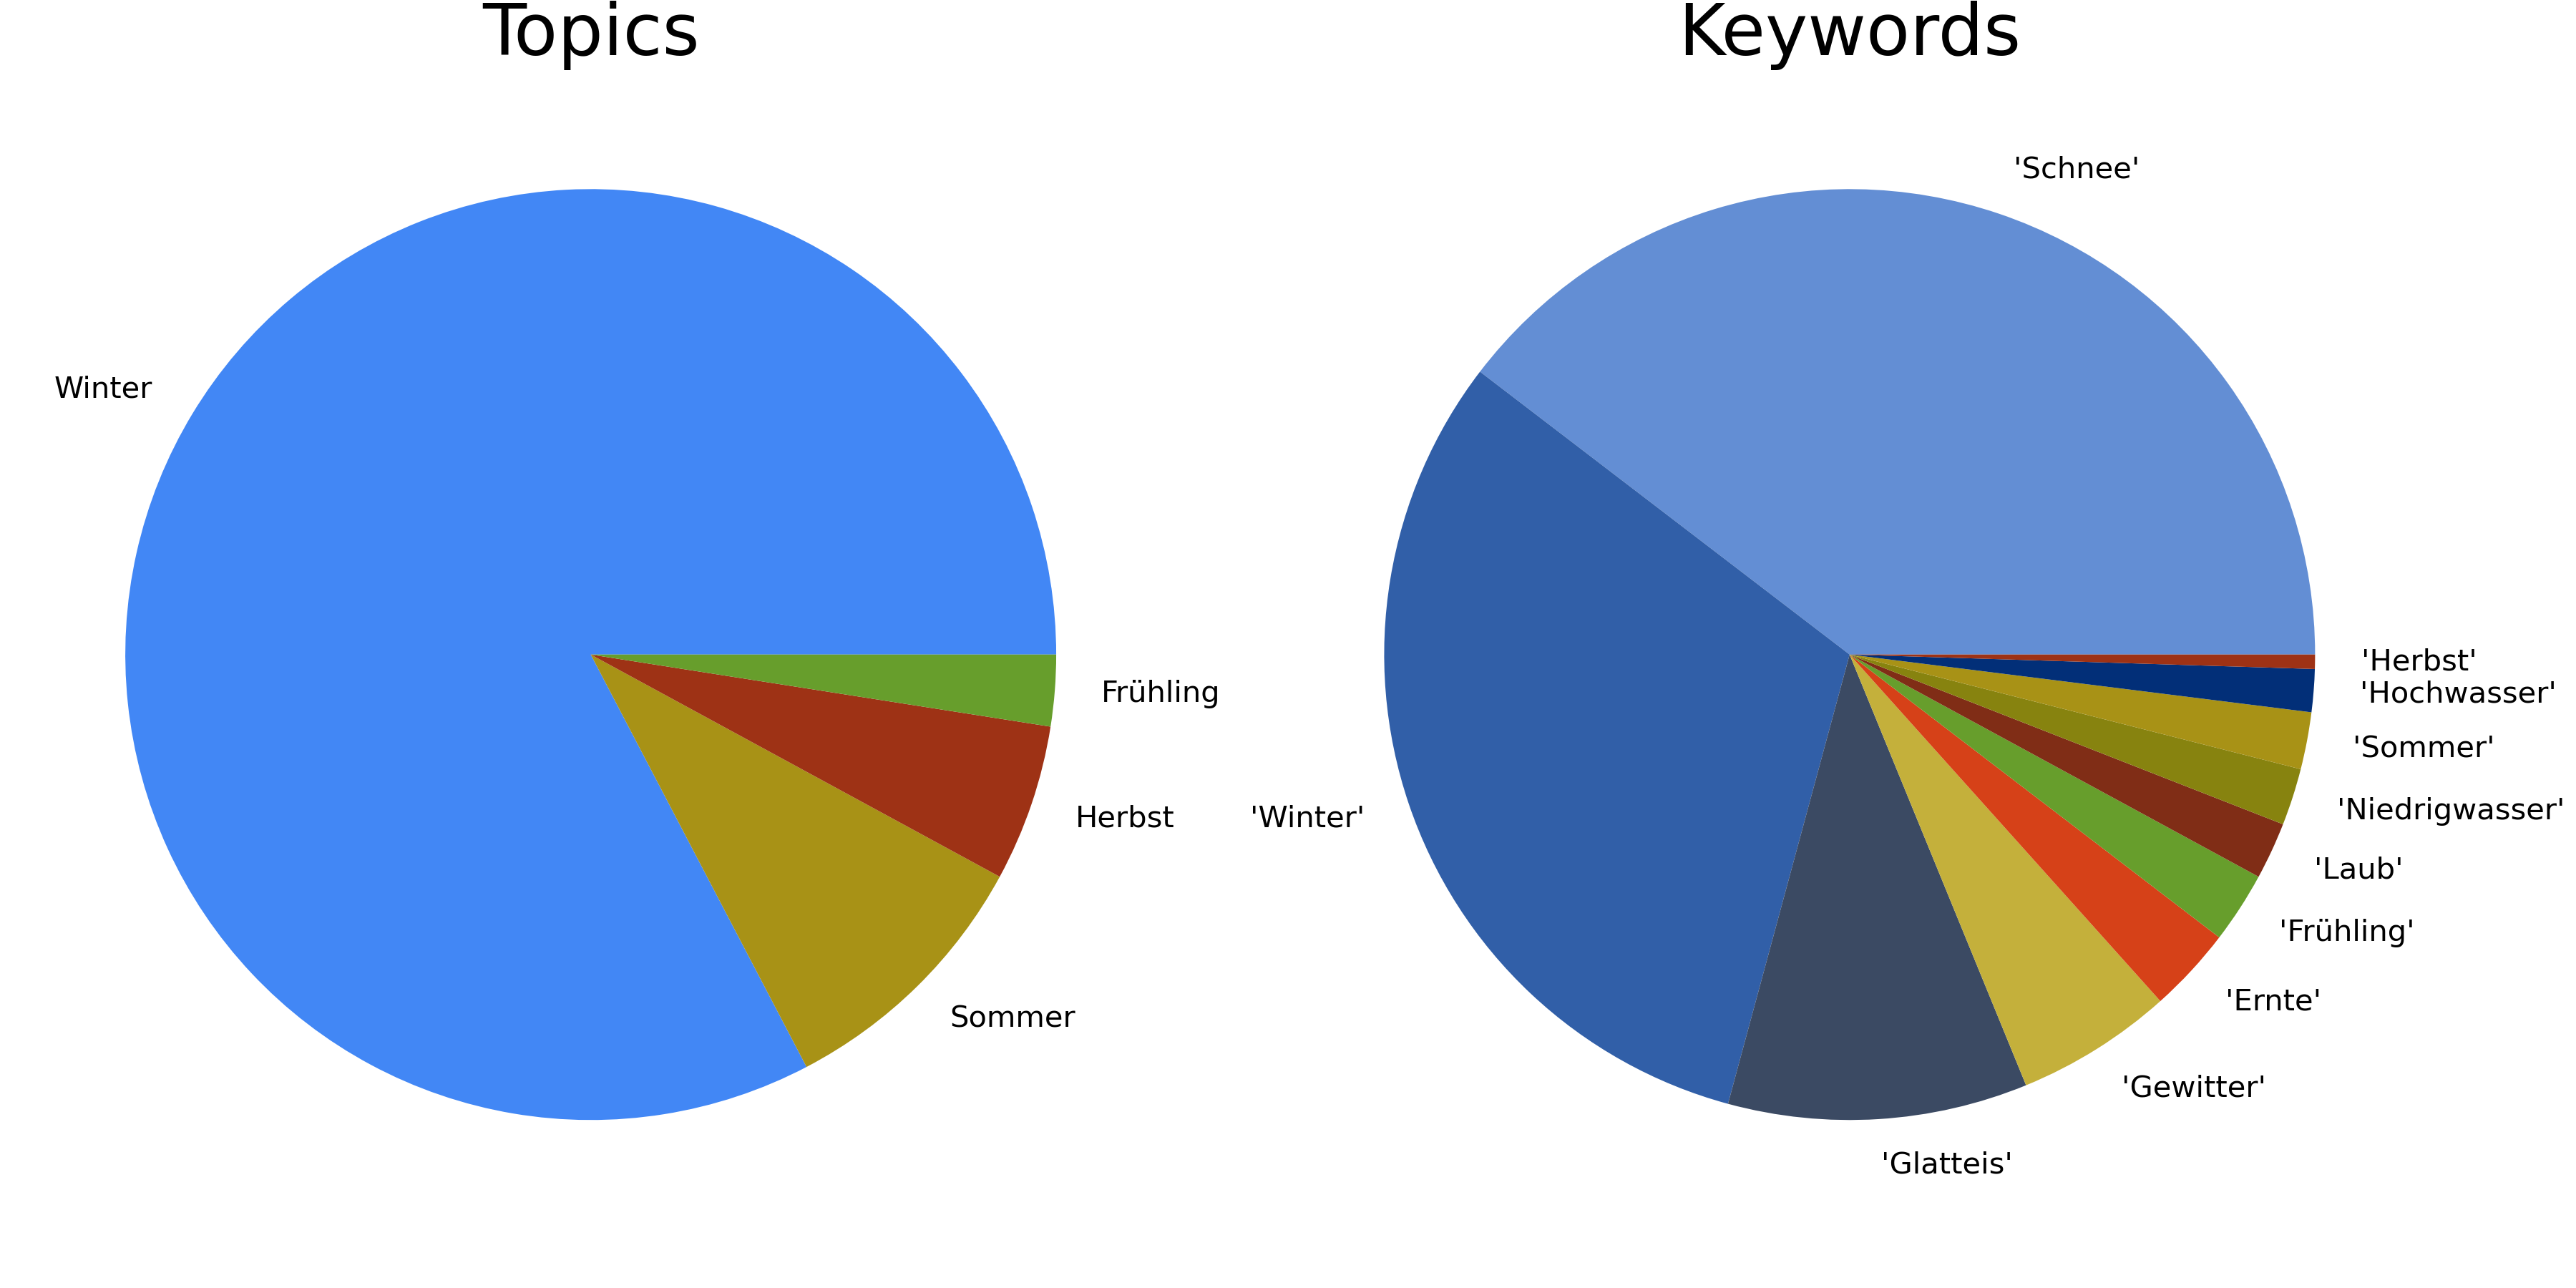 Topics
Winter
Frühling
Herbst
Sommer
Keywords
'Schnee'
'Winter'
'Herbst'
'Hochwasser'
'Sommer'
'Niedrigwasser'
'Laub'
'Frühling'
'Ernte'
'Gewitter'
'Glatteis'